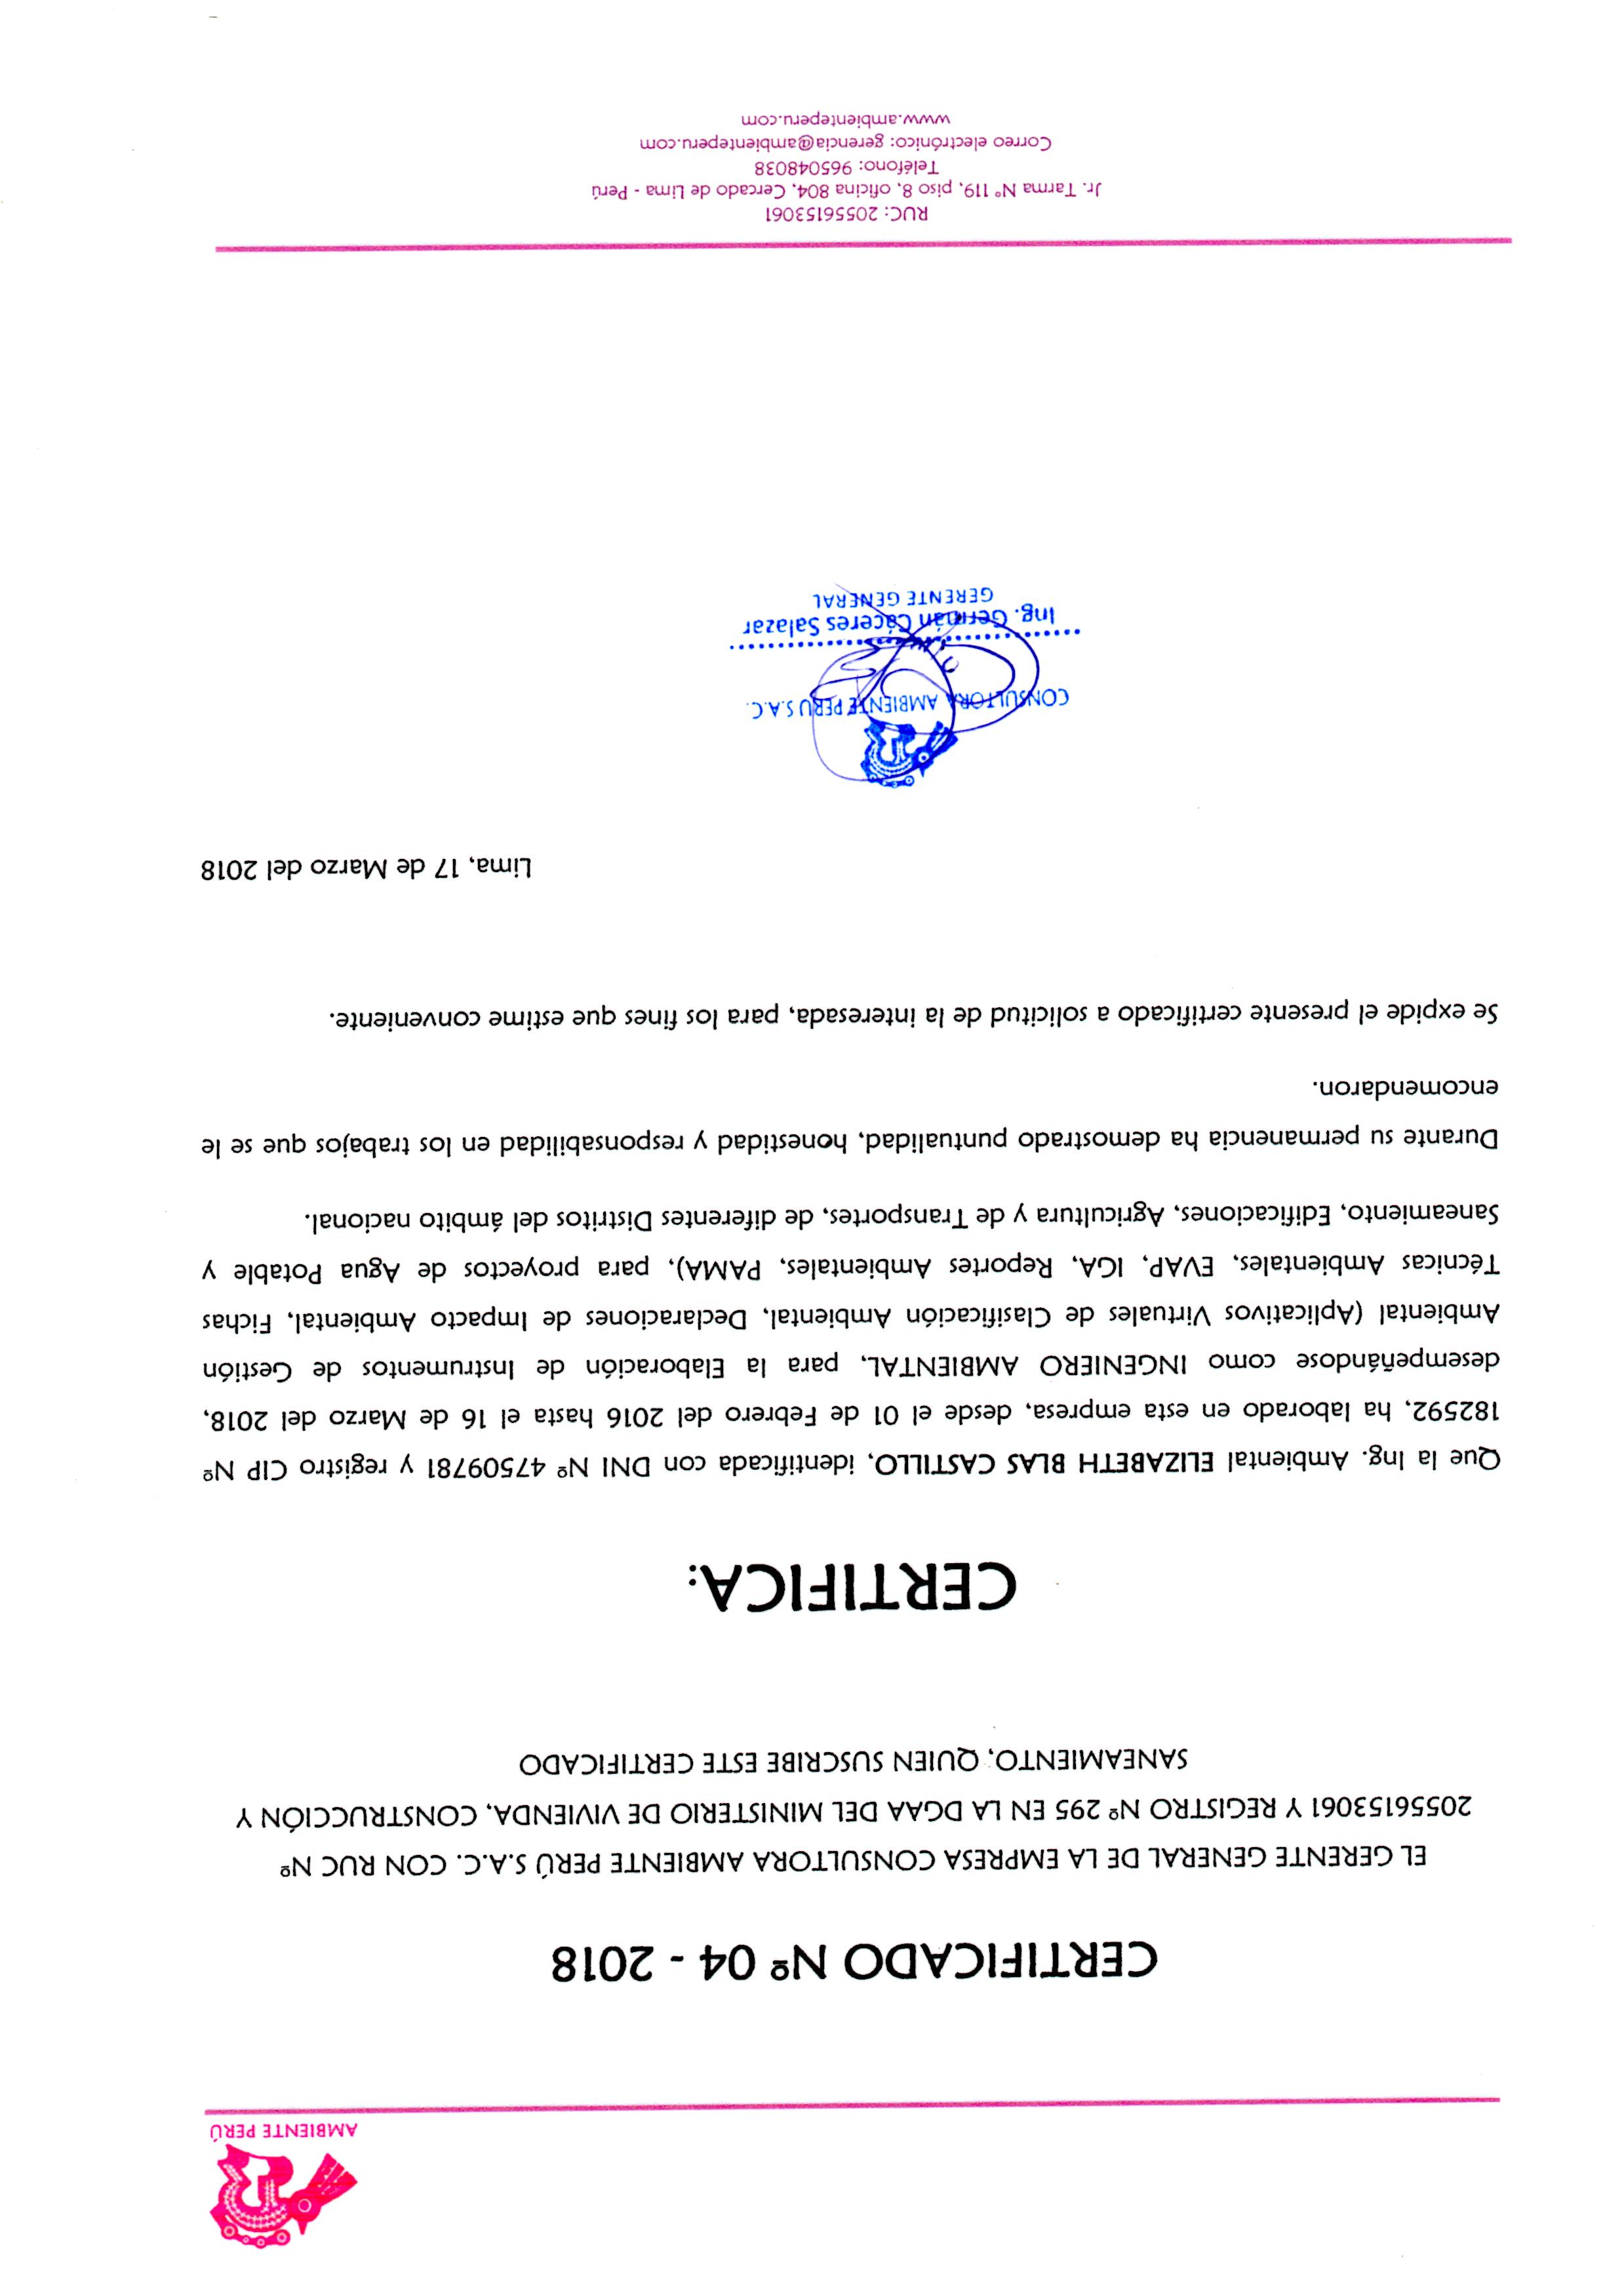 AMBIENTE PERÚ
CERTIFICADO Nº 04 - 2018
EL GERENTE GENERAL DE LA EMPRESA CONSULTORA AMBIENTE PERÚ S.A.C. CON RUC Nº
20556153061 Y REGISTRO Nº 295 EN LA DGAA DEL MINISTERIO DE VIVIENDA, CONSTRUCCIÓN Y
SANEAMIENTO, QUIEN SUSCRIBE ESTE CERTIFICADO
CERTIFICA:
Que la Ing. Ambiental ELIZABETH BLAS CASTILLO, identificada con DNI Nº 47509781 y registro CIP Nº
182592, ha laborado en esta empresa, desde el 01 de Febrero del 2016 hasta el 16 de Marzo del 2018,
desempeñándose como INGENIERO AMBIENTAL, para la Elaboración de Instrumentos de Gestión
Ambiental (Aplicativos Virtuales de Clasificación Ambiental, Declaraciones de Impacto Ambiental, Fichas
Técnicas Ambientales, EVAP, IGA, Reportes Ambientales, PAMA), para proyectos de Agua Potable y
Saneamiento, Edificaciones, Agricultura y de Transportes, de diferentes Distritos del ámbito nacional.
Durante su permanencia ha demostrado puntualidad, honestidad y responsabilidad en los trabajos que se le
encomendaron.
Se expide el presente certificado a solicitud de la interesada, para los fines que estime conveniente.
Lima, 17 de Marzo del 2018
CONSULTORA AMBIENTE PERU S.A.C.
Ing. Germán Cáceres Salazar
GERENTE GENERAL
RUC: 20556153061
Jr. Tarma N° 119, piso 8, oficina 804, Cercado de Lima - Perú
Teléfono: 965048038
Correo electrónico: gerencia@ambienteperu.com
www.ambienteperu.com